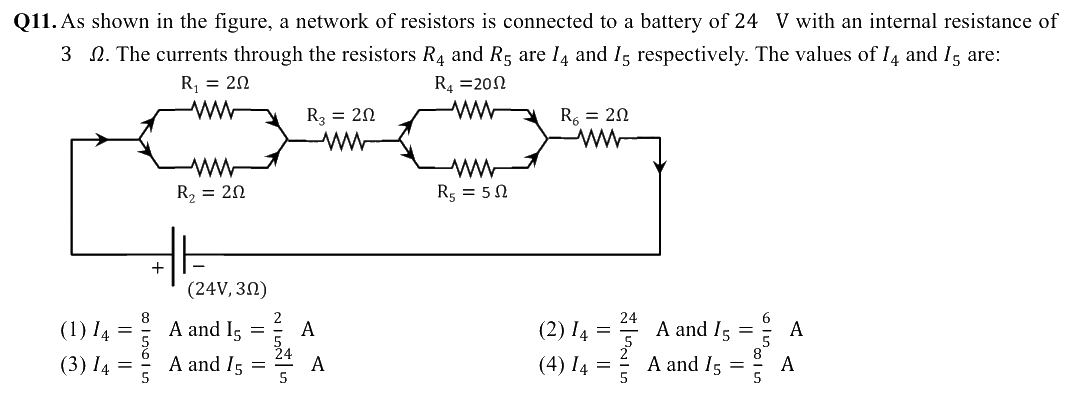 Q11. As shown in the figure, a network of resistors is connected to a battery of 24 V with an internal resistance of
3 Ω. The currents through the resistors R₄ and R₅ are I₄ and I₅ respectively. The values of I₄ and I₅ are:
R₁ = 2Ω
R₄ =20Ω
R₃ = 2Ω
R₆ = 2Ω
R₂ = 2Ω
R₅ = 5 Ω
+ −
(24V, 3Ω)
(1) I₄ = 8/5 A and I₅ = 2/5 A (2) I₄ = 24/5 A and I₅ = 6/5 A
(3) I₄ = 6/5 A and I₅ = 24/5 A (4) I₄ = 2/5 A and I₅ = 8/5 A